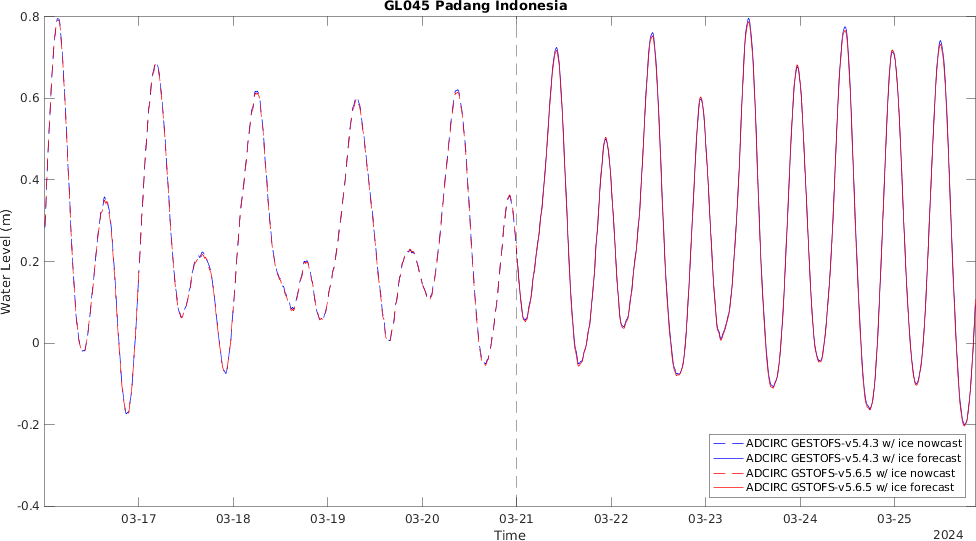 GL045 Padang Indonesia
0.8
0.6
0.4
0.2
0
-0.2
-0.4
Water Level (m)
03-17 03-18 03-19 03-20 03-21 03-22 03-23 03-24 03-25
Time
2024
ADCIRC GESTOFS-v5.4.3 w/ ice nowcast
ADCIRC GESTOFS-v5.4.3 w/ ice forecast
ADCIRC GSTOFS-v5.6.5 w/ ice nowcast
ADCIRC GSTOFS-v5.6.5 w/ ice forecast